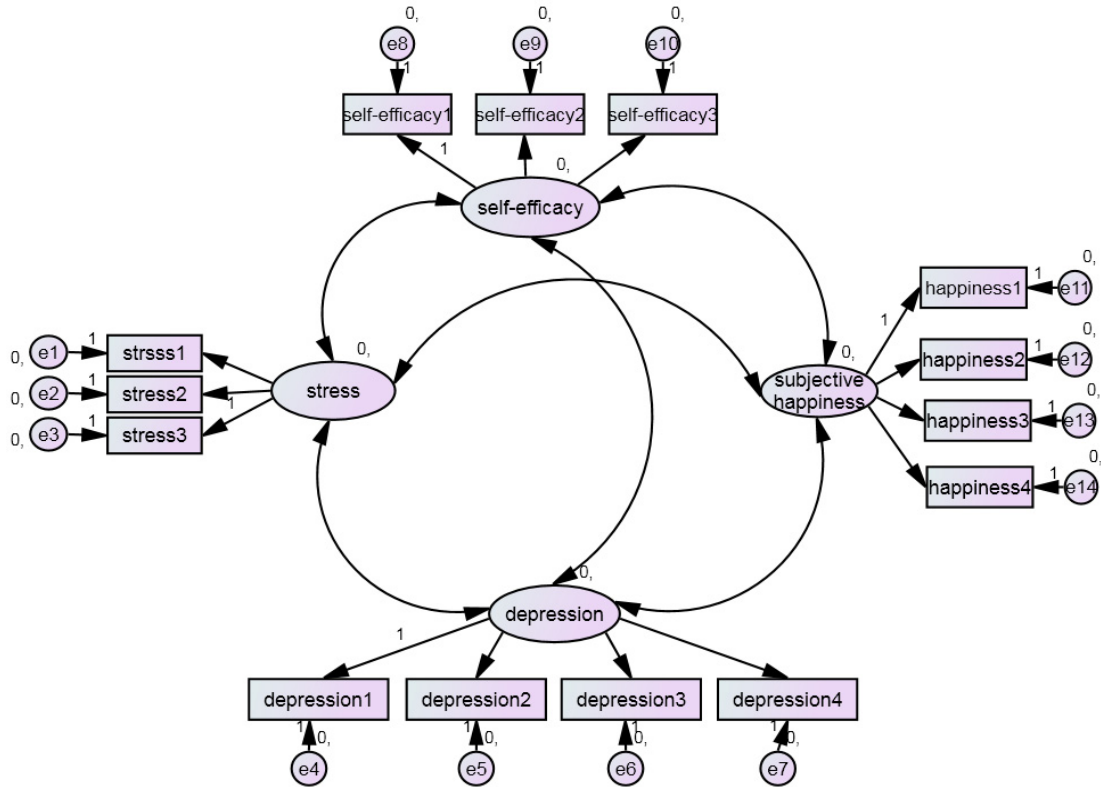 0,
0,
0,
e8
e9
e10
1
1
1
self-efficacy1
self-efficacy2
self-efficacy3
1
0,
self-efficacy
0,
happiness1
1
e11
1
0,
e1
1
strsss1
0,
0,
e2
1
stress2
1
0,
e3
1
stress3
0,
stress
0,
subjective
happiness
happiness2
1
e12
0,
happiness3
1
e13
0,
happiness4
1
e14
0,
0,
depression
1
depression1
depression2
depression3
depression4
1
0,
1
0,
1
0,
1
0,
e4
e5
e6
e7